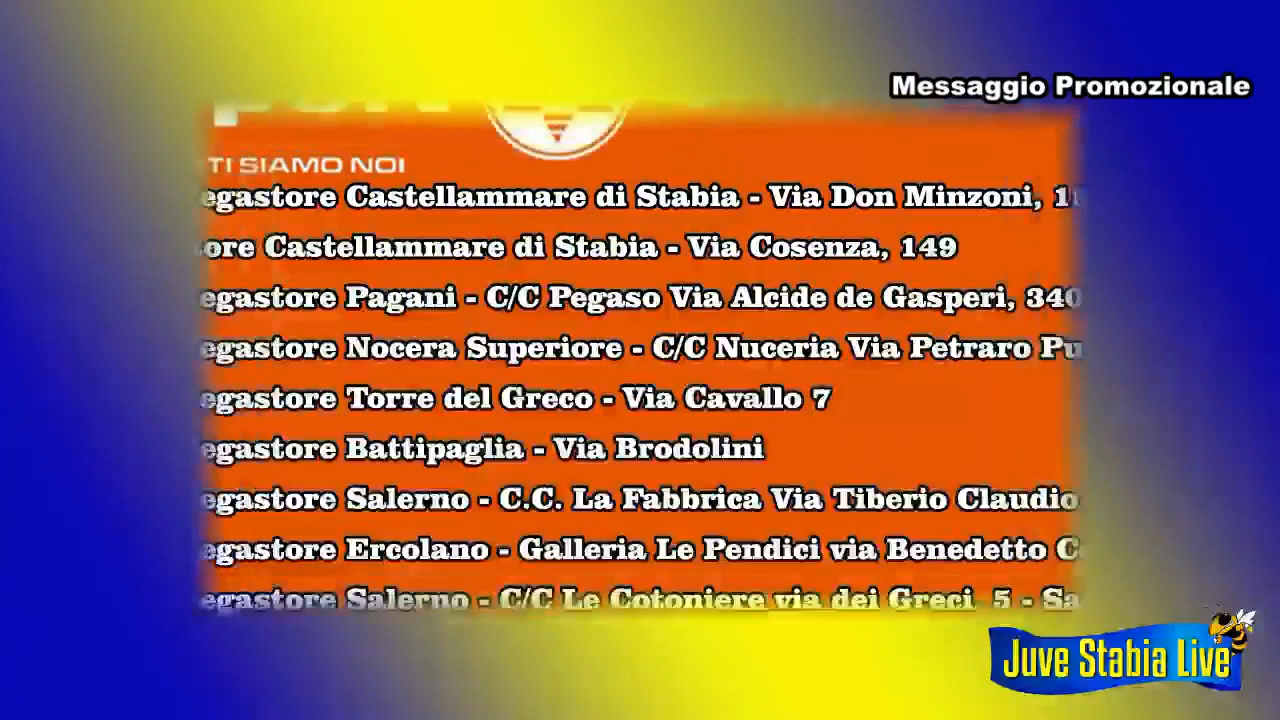 Messaggio Promozionale
TI SIAMO NOI
egastore Castellammare di Stabia - Via Don Minzoni,
ore Castellammare di Stabia - Via Cosenza, 149
egastore Pagani - C/C Pegaso Via Alcide de Gasperi, 340
egastore Nocera Superiore - C/C Nuceria Via Petraro Pu
egastore Torre del Greco - Via Cavallo 7
egastore Battipaglia - Via Brodolini
egastore Salerno - C.C. La Fabbrica Via Tiberio Claudio
egastore Ercolano - Galleria Le Pendici via Benedetto C
egastore Salerno - C/C Le Cotoniere via dei Greci 5 - Sa
Juve Stabia Live